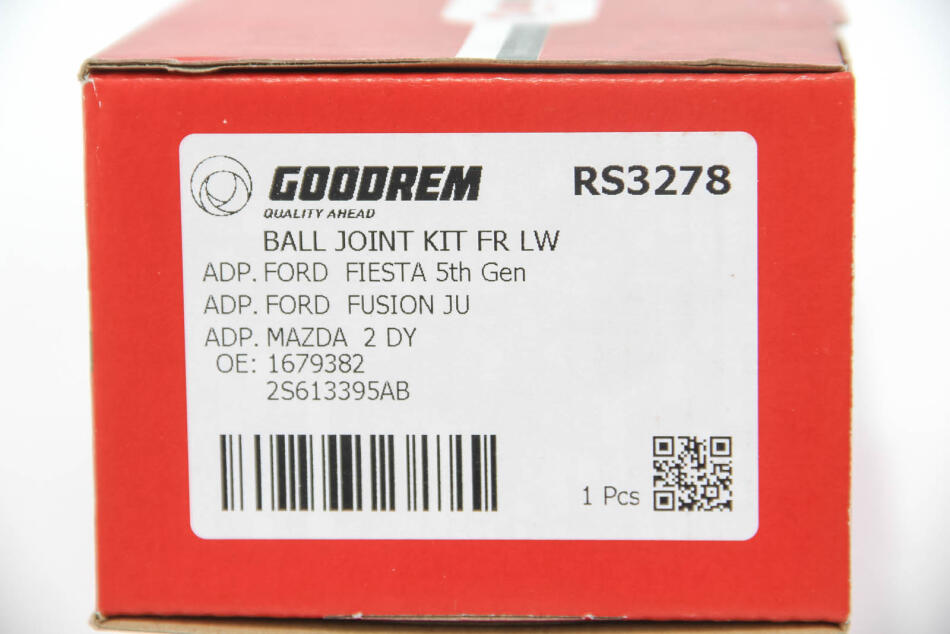 GOODREM
QUALITY AHEAD
RS3278
BALL JOINT KIT FR LW
ADP. FORD FIESTA 5th Gen
ADP. FORD FUSION JU
ADP. MAZDA 2 DY
OE: 1679382
2S613395AB
1 Pcs